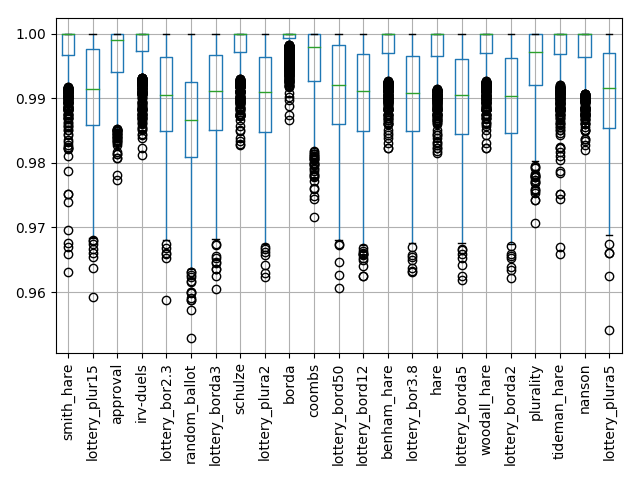 1.00
0.99
0.98
0.97
0.96
smith_hare
lottery_plur15
approval
irv-duels
lottery_bor2.3
random_ballot
lottery_borda3
schulze
lottery_plura2
borda
coombs
lottery_bord50
lottery_bord12
benham_hare
lottery_bor3.8
hare
lottery_borda5
woodall_hare
lottery_borda2
plurality
tideman_hare
nanson
lottery_plura5